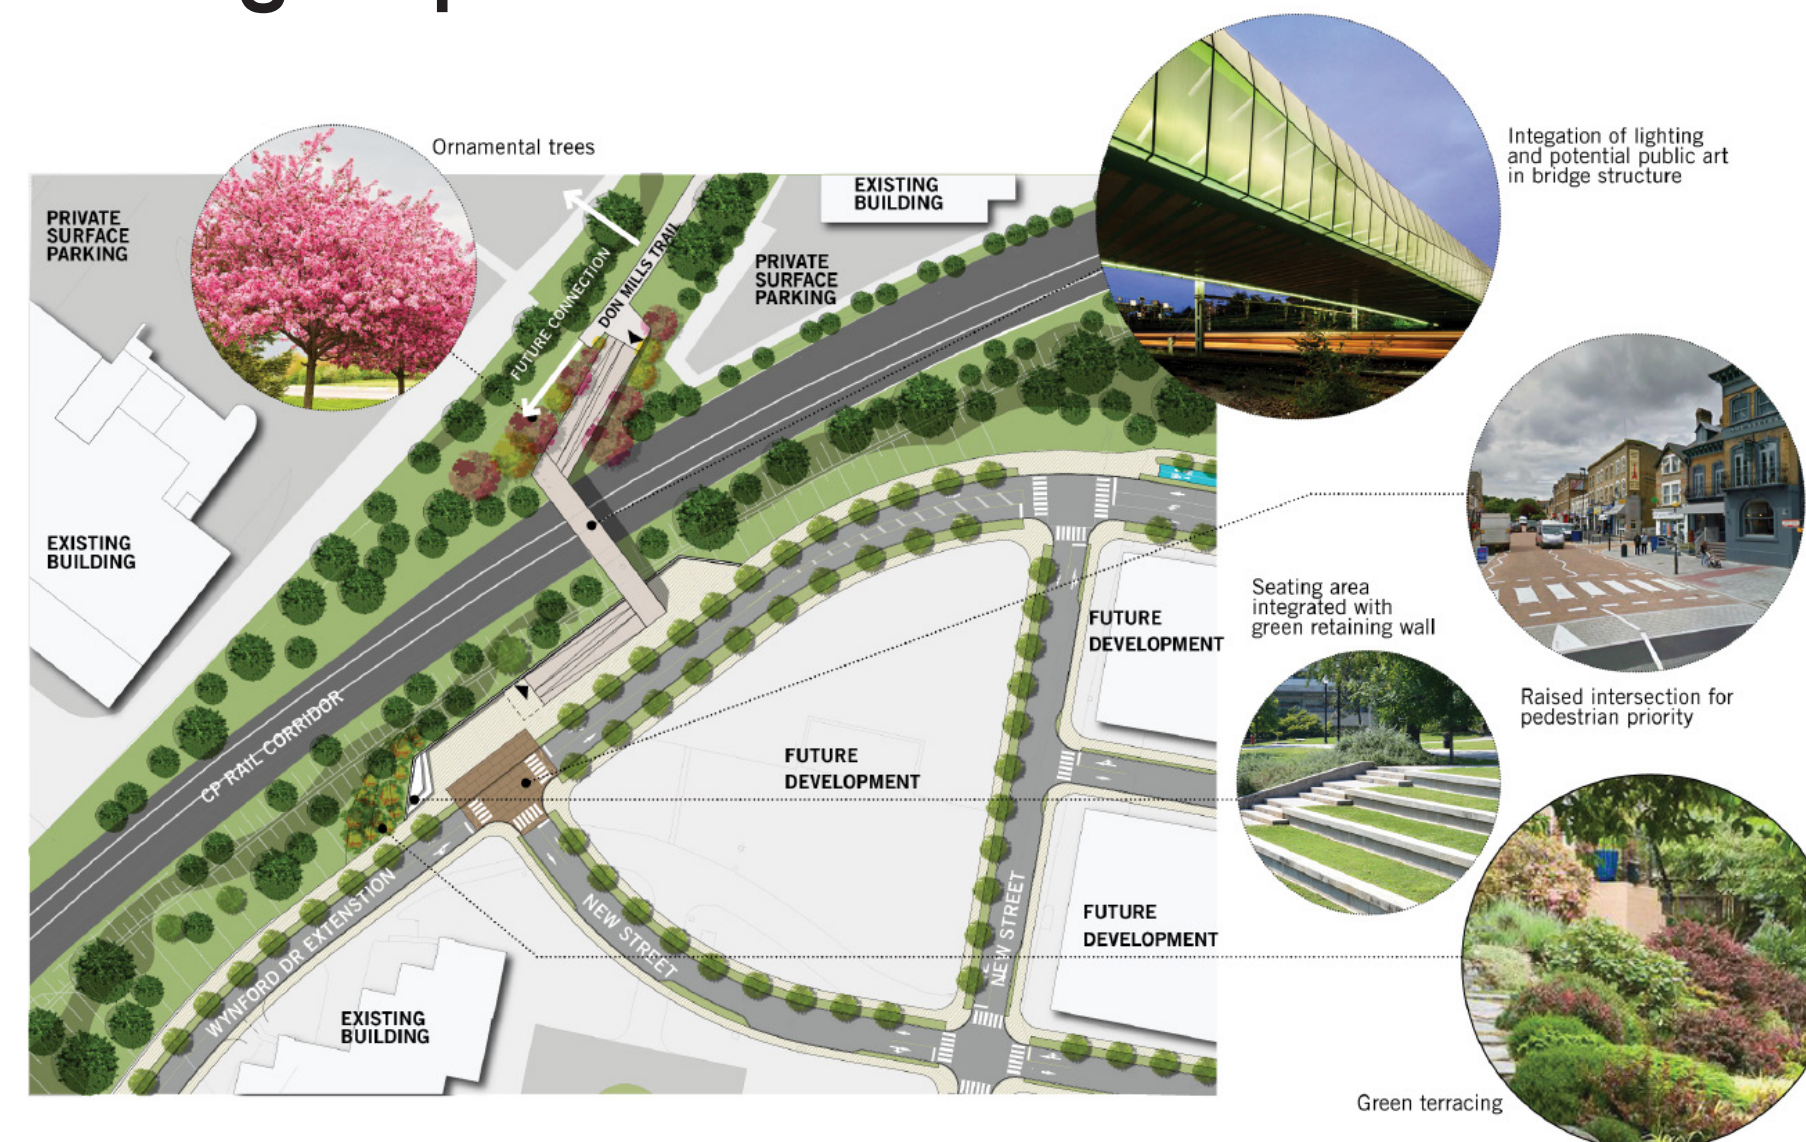 Ornamental trees
Integation of lighting
and potential public art
in bridge structure
PRIVATE
SURFACE
PARKING
EXISTING
BUILDING
PRIVATE
SURFACE
PARKING
FUTURE CONNECTION
DON MILLS TRAIL
EXISTING
BUILDING
CP RAIL CORRIDOR
Seating area
integrated with
green retaining wall
FUTURE
DEVELOPMENT
Raised intersection for
pedestrian priority
FUTURE
DEVELOPMENT
FUTURE
DEVELOPMENT
WYNFORD DR EXTENSTION
NEW STREET
NEW STREET
EXISTING
BUILDING
Green terracing